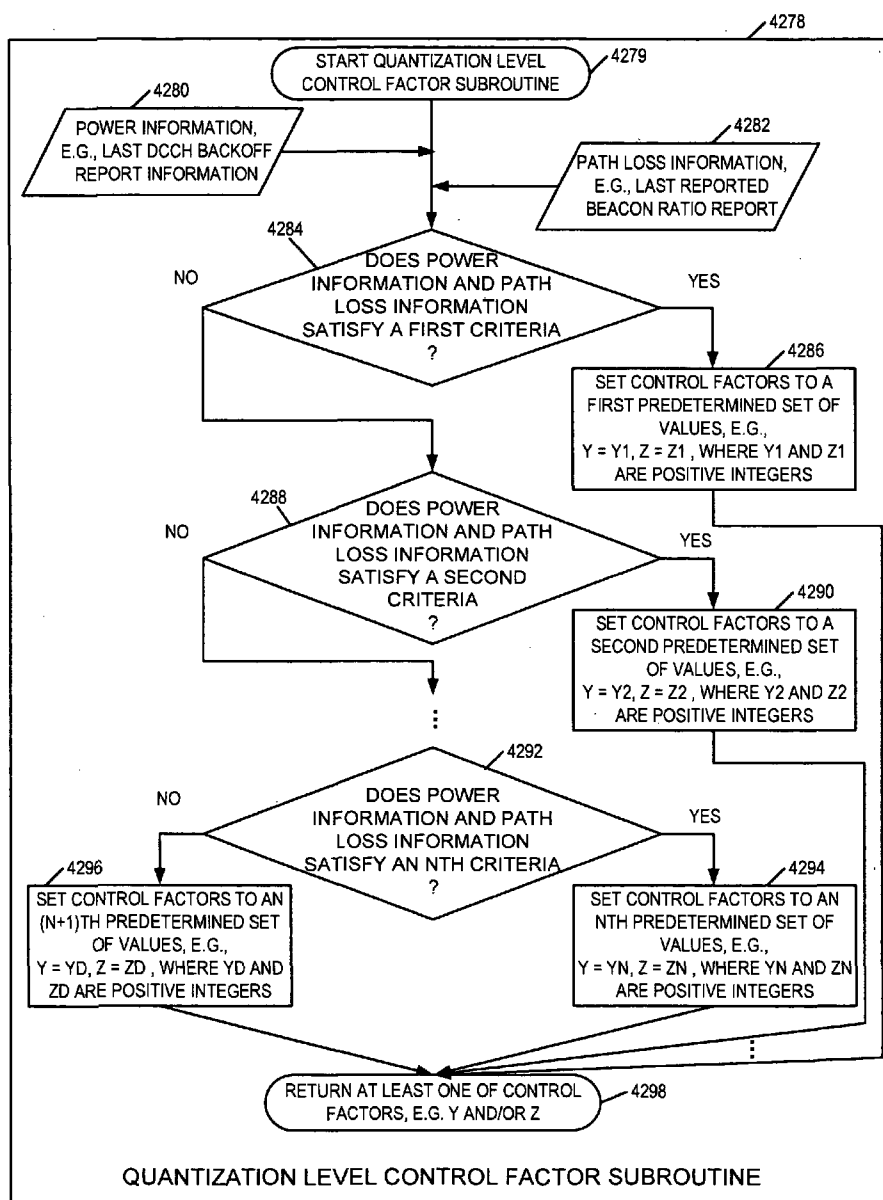 4278
START QUANTIZATION LEVEL
CONTROL FACTOR SUBROUTINE
4279
4280
POWER INFORMATION,
E.G., LAST DCCH BACKOFF
REPORT INFORMATION
4282
PATH LOSS INFORMATION,
E.G., LAST REPORTED
BEACON RATIO REPORT
4284
NO
DOES POWER
INFORMATION AND PATH
LOSS INFORMATION
SATISFY A FIRST CRITERIA
?
YES
4286
SET CONTROL FACTORS TO A
FIRST PREDETERMINED SET OF
VALUES, E.G.,
Y = Y1, Z = Z1 , WHERE Y1 AND Z1
ARE POSITIVE INTEGERS
4288
NO
DOES POWER
INFORMATION AND PATH
LOSS INFORMATION
SATISFY A SECOND
CRITERIA
?
YES
4290
SET CONTROL FACTORS TO A
SECOND PREDETERMINED SET
OF VALUES, E.G.,
Y = Y2, Z = Z2 , WHERE Y2 AND Z2
ARE POSITIVE INTEGERS
4292
NO
DOES POWER
INFORMATION AND PATH
LOSS INFORMATION
SATISFY AN NTH CRITERIA
?
YES
4296
SET CONTROL FACTORS TO AN
(N+1)TH PREDETERMINED SET
OF VALUES, E.G.,
Y = YD, Z = ZD , WHERE YD AND
ZD ARE POSITIVE INTEGERS
4294
SET CONTROL FACTORS TO AN
NTH PREDETERMINED SET OF
VALUES, E.G.,
Y = YN, Z = ZN , WHERE YN AND ZN
ARE POSITIVE INTEGERS
RETURN AT LEAST ONE OF CONTROL
FACTORS, E.G. Y AND/OR Z
4298
QUANTIZATION LEVEL CONTROL FACTOR SUBROUTINE